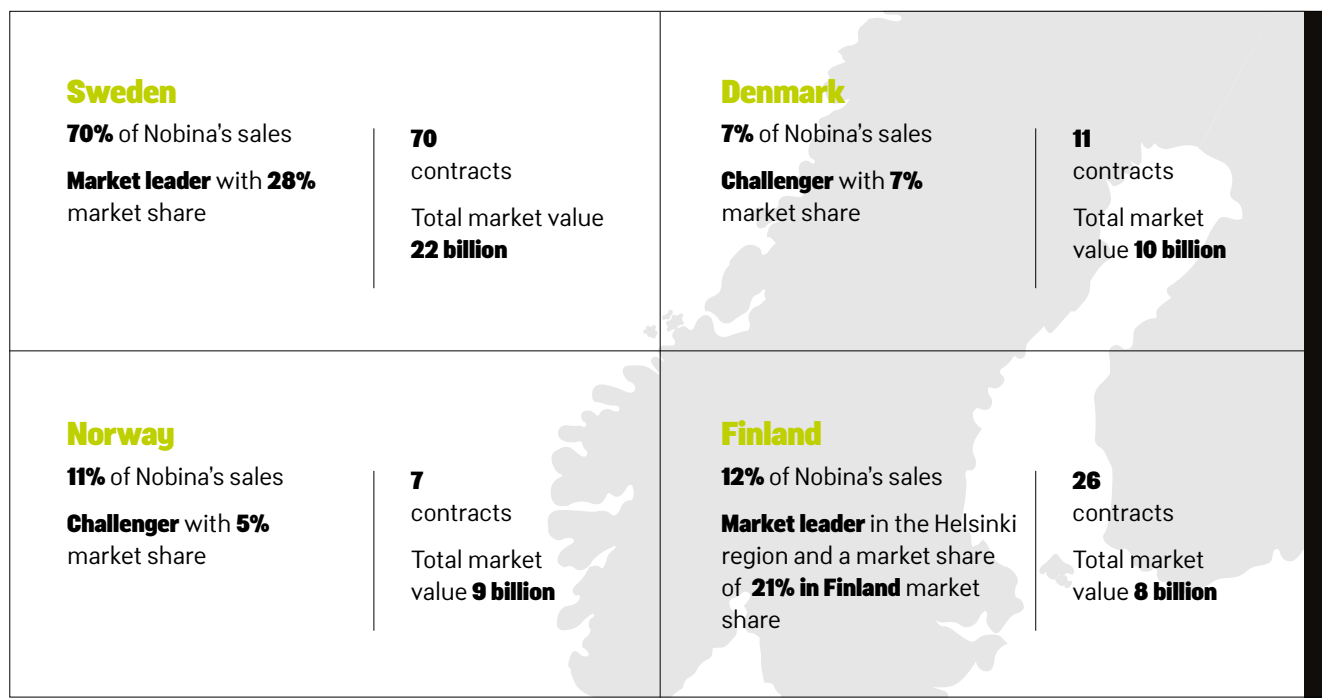 Sweden
70% of Nobina’s sales
Market leader with 28%
market share
70
contracts
Total market value
22 billion
Denmark
7% of Nobina’s sales
Challenger with 7%
market share
11
contracts
Total market
value 10 billion
Norway
11% of Nobina’s sales
Challenger with 5%
market share
7
contracts
Total market
value 9 billion
Finland
12% of Nobina’s sales
Market leader in the Helsinki
region and a market share
of 21% in Finland market
share
26
contracts
Total market
value 8 billion